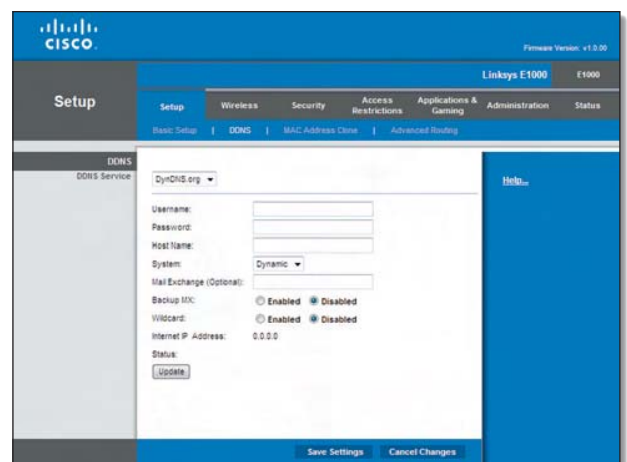 CISCO
Firmware Version: v1.0.00
Linksys E1000 E1000
Setup
Setup Wireless Security Access Restrictions Applications & Gaming Administration Status
Basic Setup | DDNS | MAC Address Clone | Advanced Routing
DDNS
DDNS Service
DynDNS.org
Help...
Username:
Password:
Host Name:
System: Dynamic
Mail Exchange (Optional):
Backup MX: Enabled Disabled
Wildcard: Enabled Disabled
Internet IP Address: 0.0.0.0
Status:
Update
Save Settings Cancel Changes